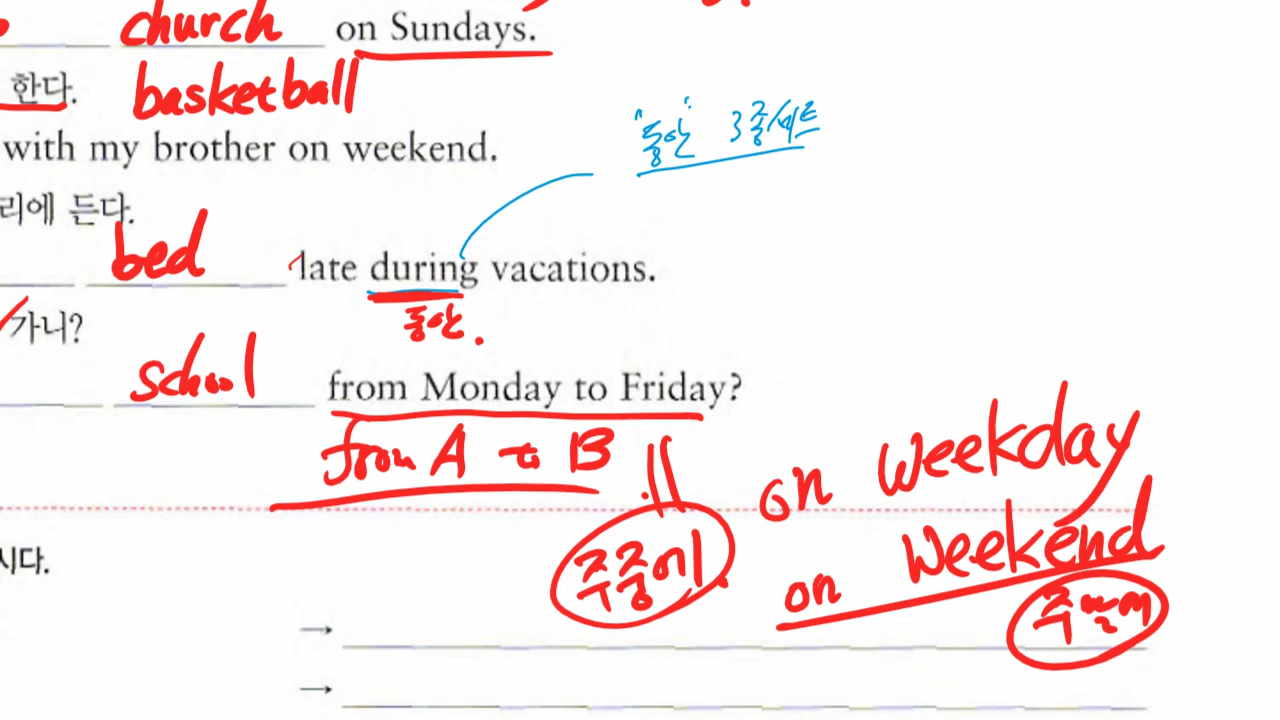 church on Sundays.
한다. basketball
with my brother on weekend.
"동안" 3종세트
리에 든다.
bed late during vacations.
동안.
가니?
school from Monday to Friday?
from A to B
on weekday
주중에.
on weekend
시다.
주말에
→
→